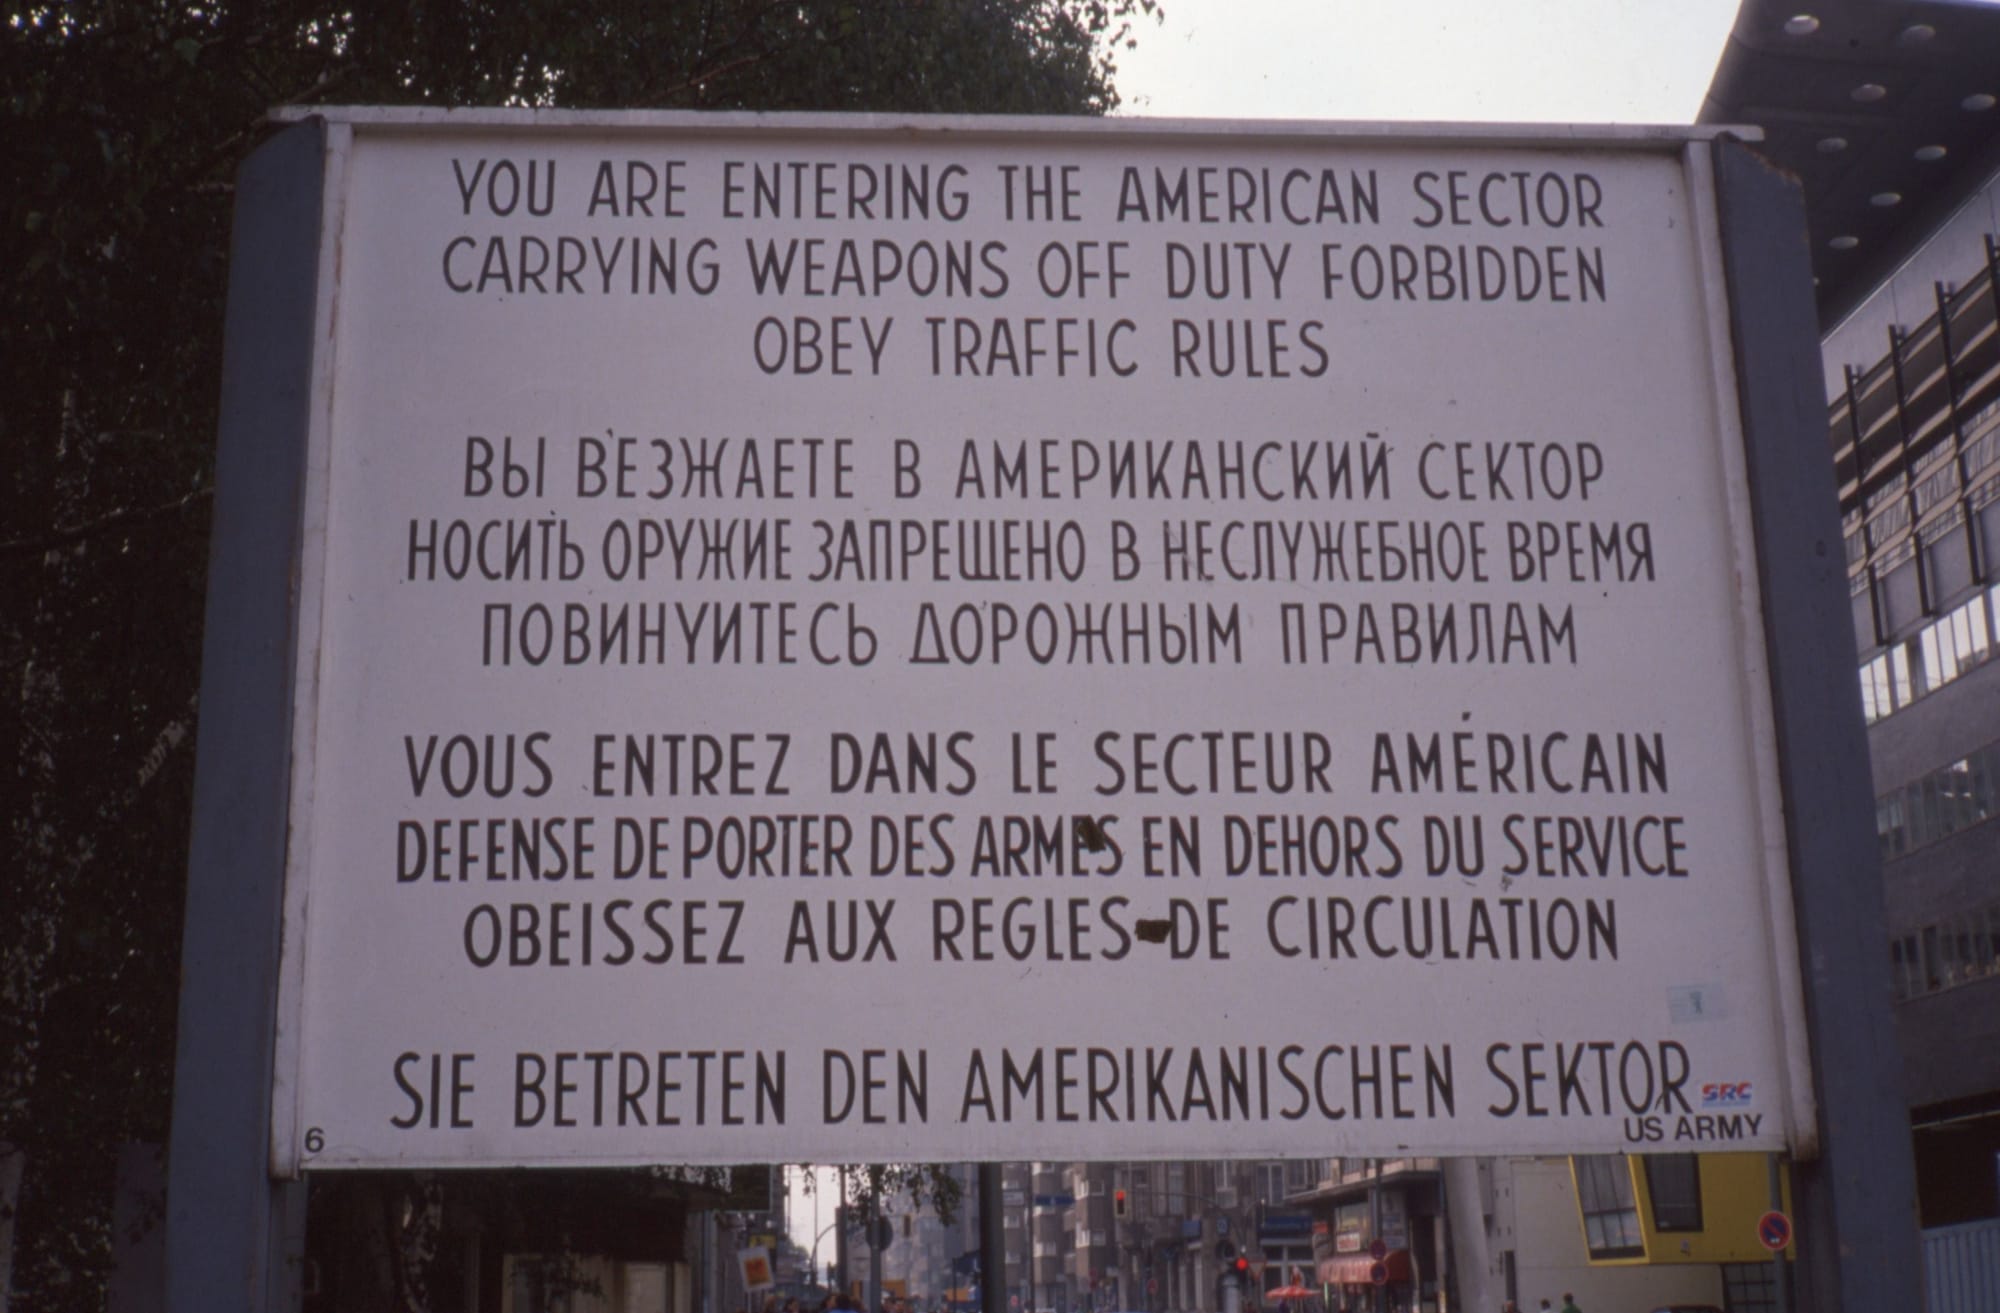 YOU ARE ENTERING THE AMERICAN SECTOR
CARRYING WEAPONS OFF DUTY FORBIDDEN
OBEY TRAFFIC RULES
ВЫ В'ЕЗЖАЕТЕ В АМЕРИКАНСКИЙ СЕКТОР
НОСИТЬ ОРУЖИЕ ЗАПРЕЩЕНО В НЕСЛУЖЕБНОЕ ВРЕМЯ
ПОВИНУИТЕСЬ ДОРОЖНЫМ ПРАВИЛАМ
VOUS ENTREZ DANS LE SECTEUR AMÉRICAIN
DEFENSE DE PORTER DES ARMES EN DEHORS DU SERVICE
OBEISSEZ AUX REGLES DE CIRCULATION
SIE BETRETEN DEN AMERIKANISCHEN SEKTOR
SRC
6
US ARMY